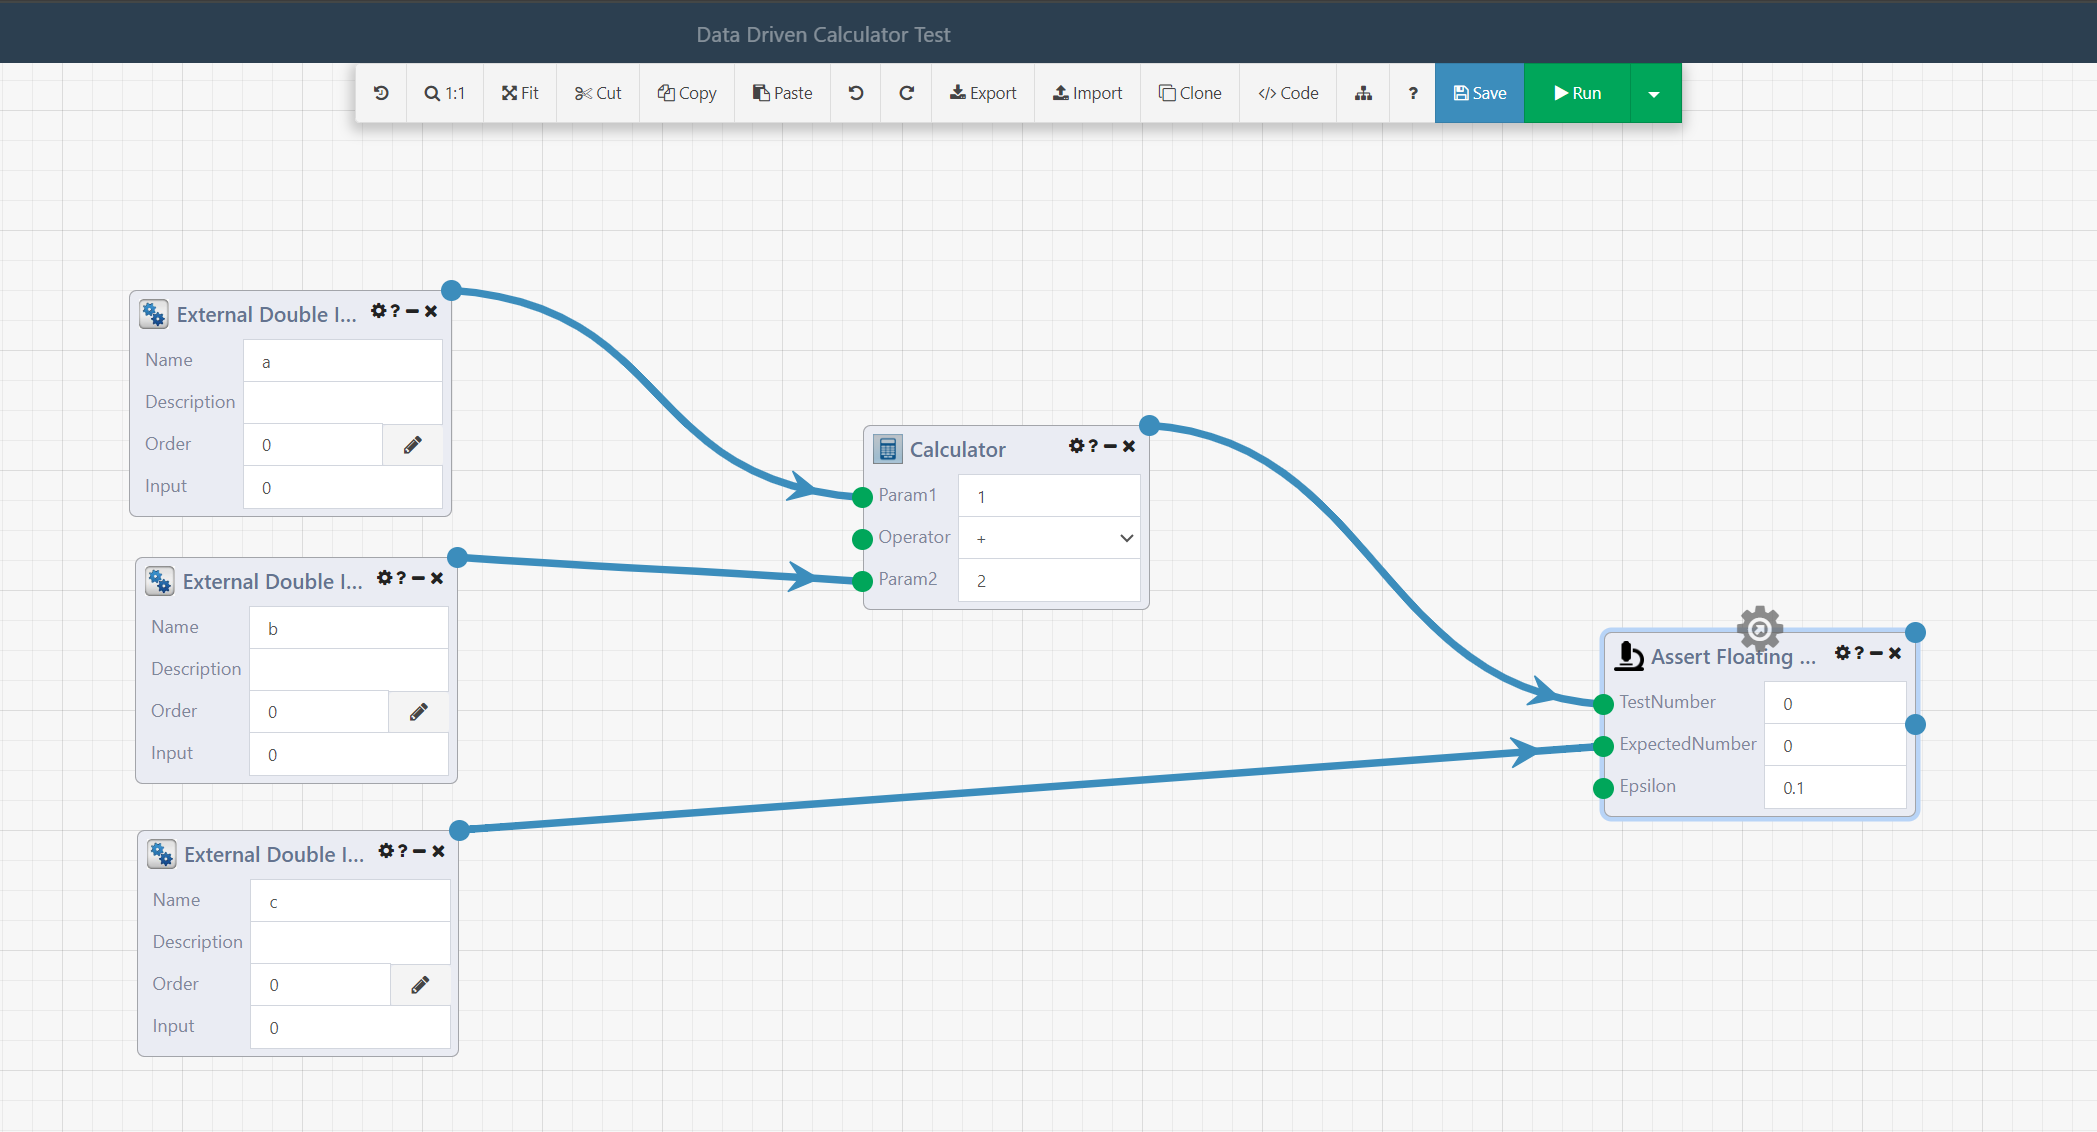 Data Driven Calculator Test
1:1 Fit Cut Copy Paste Export Import Clone Code ? Save Run
External Double I... ?
Name a
Description
Order 0
Input 0
External Double I... ?
Name b
Description
Order 0
Input 0
External Double I... ?
Name c
Description
Order 0
Input 0
Calculator ?
Param1 1
Operator +
Param2 2
Assert Floating ... ?
TestNumber 0
ExpectedNumber 0
Epsilon 0.1